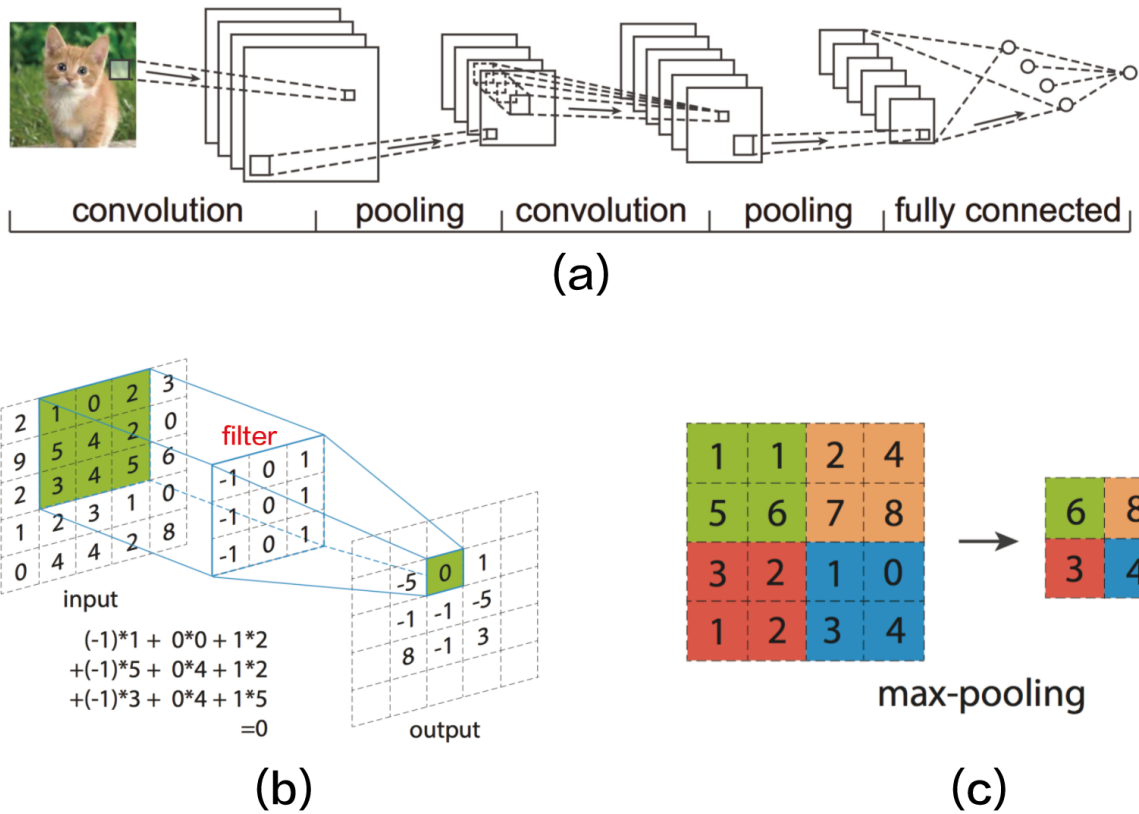 convolution pooling convolution pooling fully connected
(a)
2 1 0 2 3
9 5 4 2 0
2 3 4 5 6
1 2 3 1 0
0 4 4 2 8
input
filter
-1 0 1
-1 0 1
-1 0 1
-5 0 1
-1 -1 -5
8 -1 3
output
(-1)*1 + 0*0 + 1*2
+(-1)*5 + 0*4 + 1*2
+(-1)*3 + 0*4 + 1*5
=0
(b)
1 1 2 4
5 6 7 8
3 2 1 0
1 2 3 4
6 8
3 4
max-pooling
(c)